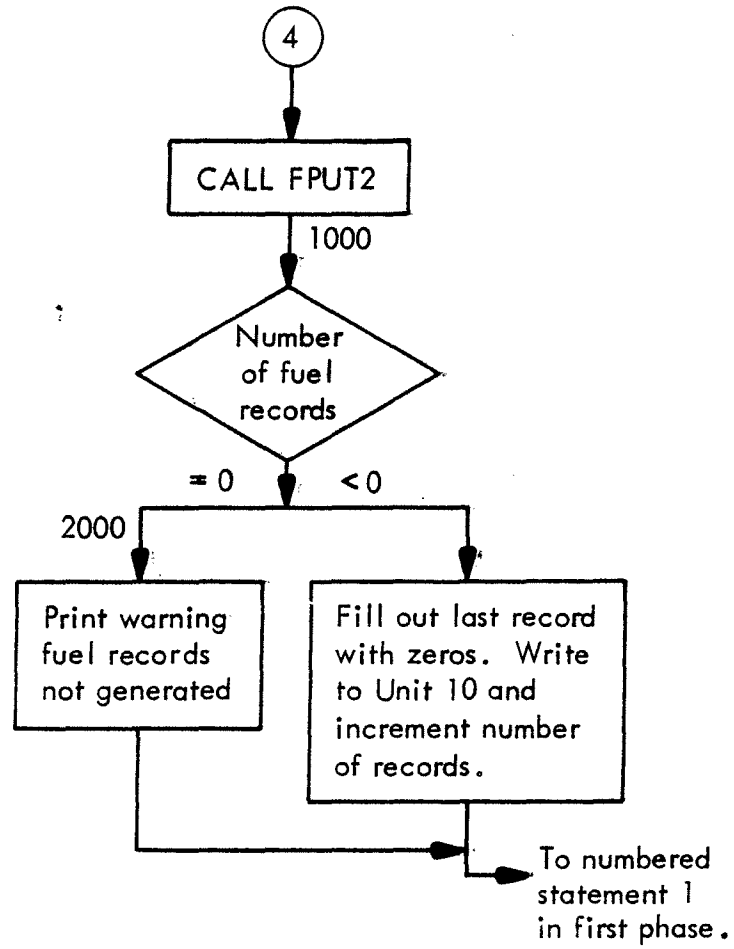 4
CALL FPUT2
1000
Number
of fuel
records
= 0
< 0
2000
Print warning
fuel records
not generated
Fill out last record
with zeros. Write
to Unit 10 and
increment number
of records.
To numbered
statement 1
in first phase.